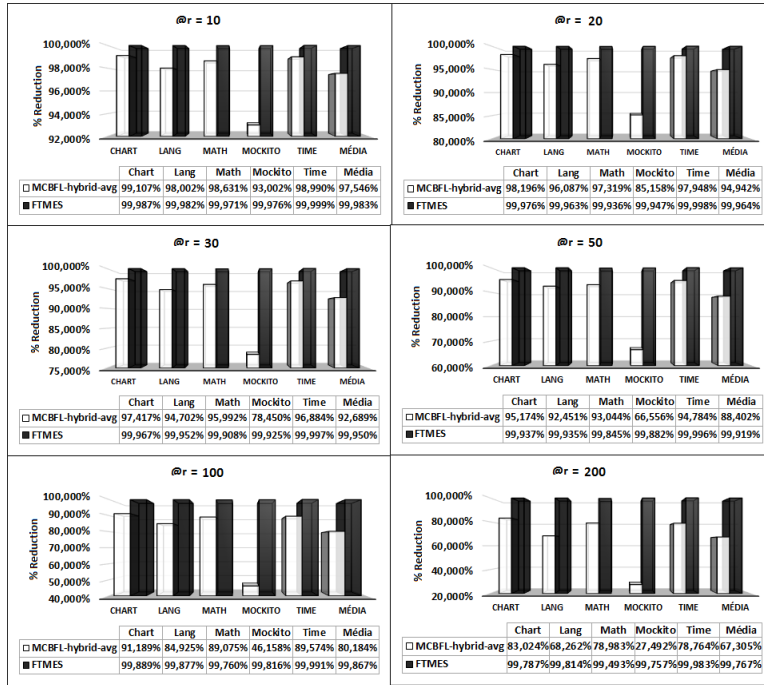 @r = 10
% Reduction
100,000%
98,000%
96,000%
94,000%
92,000%
CHART LANG MATH MOCKITO TIME MÉDIA
Chart Lang Math Mockito Time Média
MCBFL-hybrid-avg 99,107% 98,002% 98,631% 93,002% 98,990% 97,546%
FTMES 99,987% 99,982% 99,971% 99,976% 99,999% 99,983%
@r = 20
% Reduction
100,000%
95,000%
90,000%
85,000%
80,000%
CHART LANG MATH MOCKITO TIME MÉDIA
Chart Lang Math Mockito Time Média
MCBFL-hybrid-avg 98,196% 96,087% 97,319% 85,158% 97,948% 94,942%
FTMES 99,976% 99,963% 99,936% 99,947% 99,998% 99,964%
@r = 30
% Reduction
100,000%
95,000%
90,000%
85,000%
80,000%
75,000%
CHART LANG MATH MOCKITO TIME MÉDIA
Chart Lang Math Mockito Time Média
MCBFL-hybrid-avg 97,417% 94,702% 95,992% 78,450% 96,884% 92,689%
FTMES 99,967% 99,952% 99,908% 99,925% 99,997% 99,950%
@r = 50
% Reduction
100,000%
90,000%
80,000%
70,000%
60,000%
CHART LANG MATH MOCKITO TIME MÉDIA
Chart Lang Math Mockito Time Média
MCBFL-hybrid-avg 95,174% 92,451% 93,044% 66,556% 94,784% 88,402%
FTMES 99,937% 99,935% 99,845% 99,882% 99,996% 99,919%
@r = 100
% Reduction
100,000%
90,000%
80,000%
70,000%
60,000%
50,000%
40,000%
CHART LANG MATH MOCKITO TIME MÉDIA
Chart Lang Math Mockito Time Média
MCBFL-hybrid-avg 91,189% 84,925% 89,075% 46,158% 89,574% 80,184%
FTMES 99,889% 99,877% 99,760% 99,816% 99,991% 99,867%
@r = 200
% Reduction
100,000%
80,000%
60,000%
40,000%
20,000%
CHART LANG MATH MOCKITO TIME MÉDIA
Chart Lang Math Mockito Time Média
MCBFL-hybrid-avg 83,024% 68,262% 78,983% 27,492% 78,764% 67,305%
FTMES 99,787% 99,814% 99,493% 99,757% 99,983% 99,767%